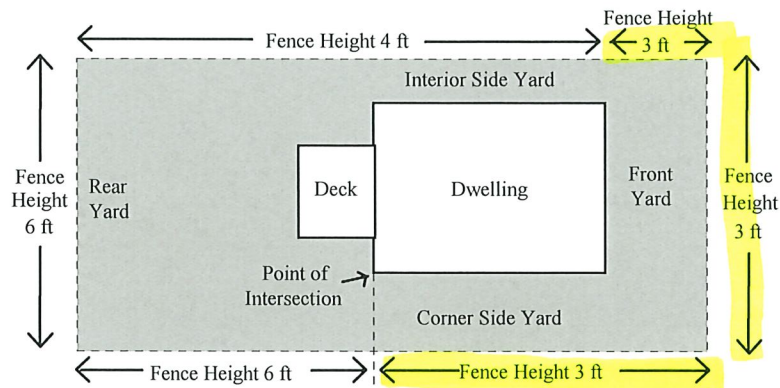 Fence Height 4 ft
Fence Height
3 ft
Interior Side Yard
Fence
Height
6 ft
Rear
Yard
Deck
Dwelling
Front
Yard
Fence
Height
3 ft
Point of
Intersection
Corner Side Yard
Fence Height 6 ft
Fence Height 3 ft